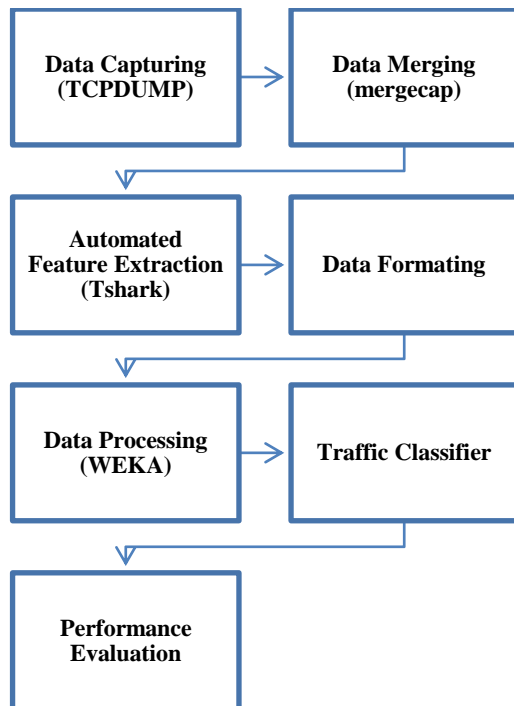 Data Capturing
(TCPDUMP)
Data Merging
(mergecap)
Automated
Feature Extraction
(Tshark)
Data Formating
Data Processing
(WEKA)
Traffic Classifier
Performance
Evaluation